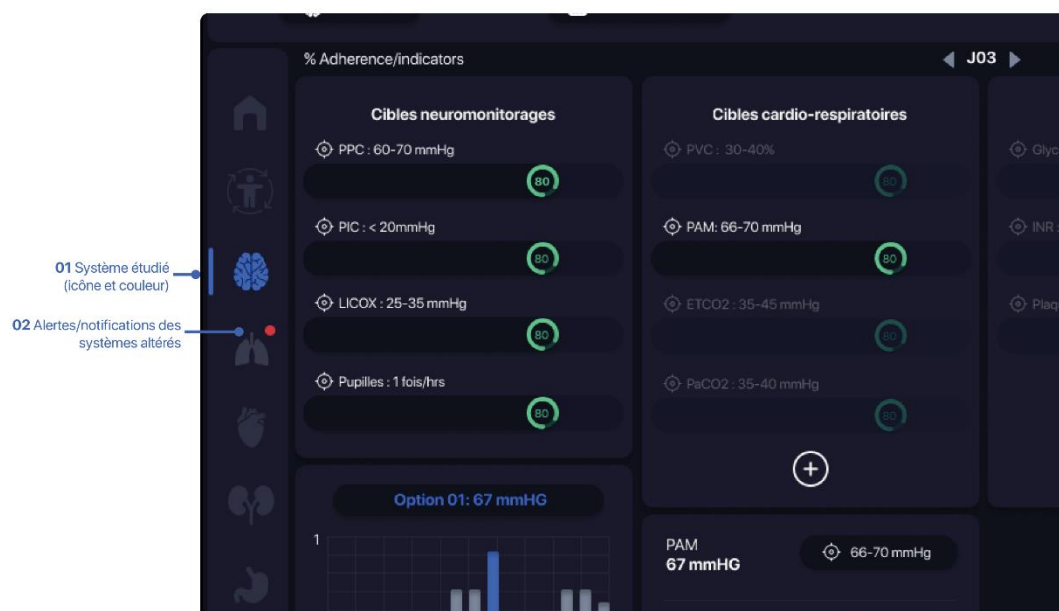 % Adherence/indicators
J03
Cibles neuromonitorages
PPC : 60-70 mmHg
80
PIC : < 20mmHg
80
LICOX : 25-35 mmHg
80
Pupilles : 1 fois/hrs
80
Cibles cardio-respiratoires
PVC : 30-40%
80
PAM: 66-70 mmHg
80
ETCO2 : 35-45 mmHg
80
PaCO2 : 35-40 mmHg
80
Glyc
INR :
Plaq
01 Système étudié
(icône et couleur)
02 Alertes/notifications des
systèmes altérés
Option 01: 67 mmHG
1
PAM
67 mmHG
66-70 mmHg